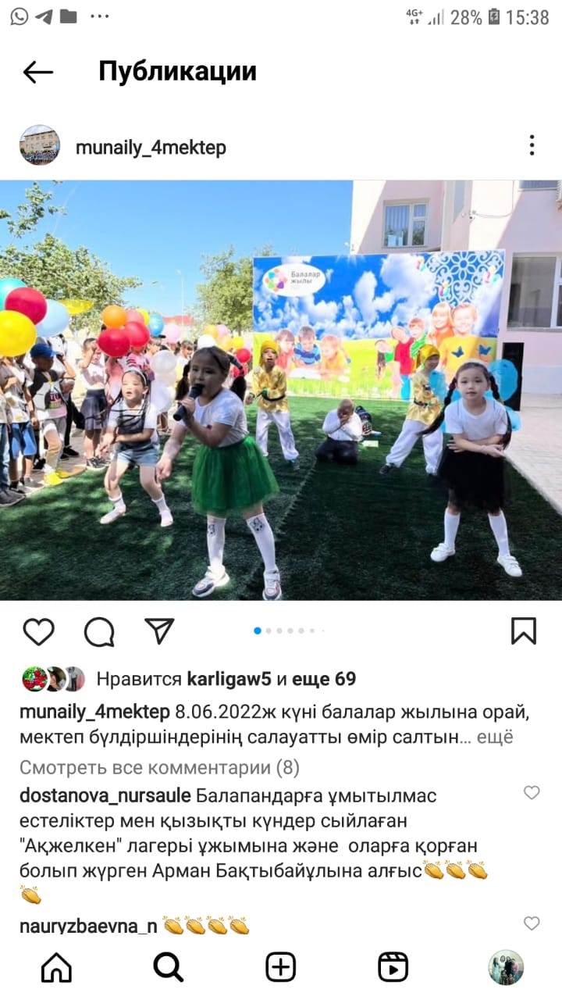 4G+ 28% 15:38
Публикации
munaily_4mektep
Балалар
жылы
Нравится karligaw5 и еще 69
munaily_4mektep 8.06.2022ж күні балалар жылына орай,
мектеп бүлдіршіндерінің салауатты өмір салтын... ещё
Смотреть все комментарии (8)
dostanova_nursaule Балапандарға ұмытылмас
естеліктер мен қызықты күндер сыйлаған
"Ақжелкен" лагері ұжымына және оларға қорған
болып жүрген Арман Бақтыбайұлына алғыс👏👏👏
👏
nauryzbaevna_n 👏👏👏👏